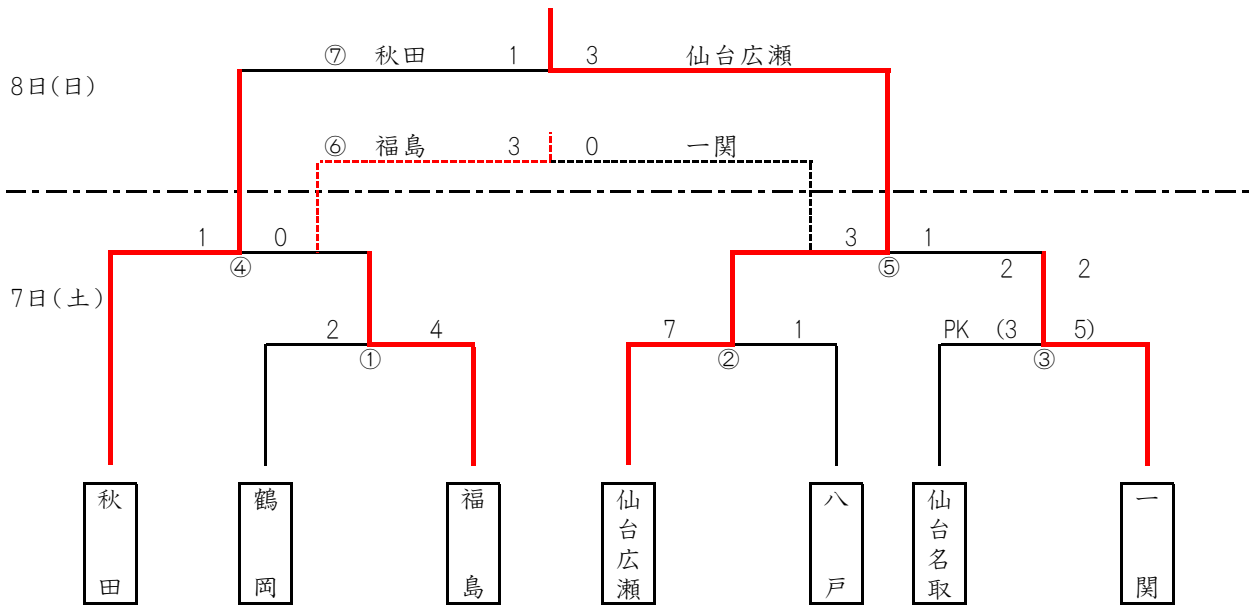 ⑦ 秋田 1 3 仙台広瀬
8日(日)
⑥ 福島 3 0 一関
1 0 3 1
④ ⑤ 2 2
7日(土)
2 4 7 1 PK (3 5)
① ② ③
秋田
鶴岡
福島
仙台広瀬
八戸
仙台名取
一関